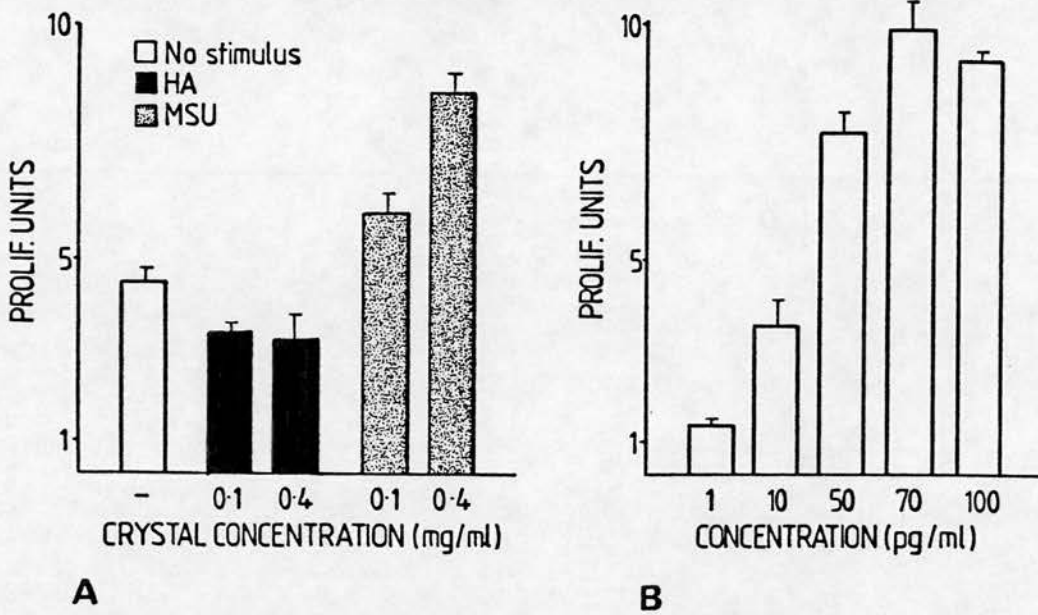 10
No stimulus
HA
MSU
PROLIF. UNITS
5
1
- 0·1 0·4 0·1 0·4
CRYSTAL CONCENTRATION (mg/ml)
A
10
PROLIF. UNITS
5
1
1 10 50 70 100
CONCENTRATION (pg/ml)
B